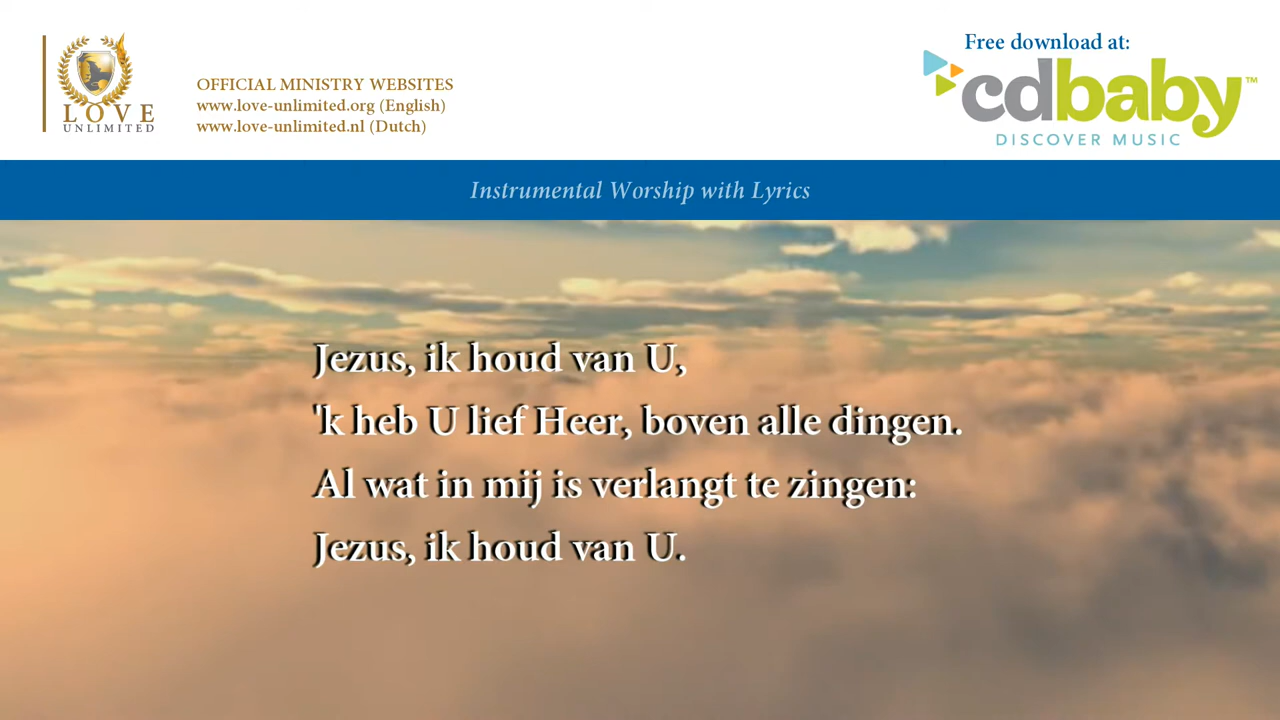 LOVE
UNLIMITED
OFFICIAL MINISTRY WEBSITES
www.love-unlimited.org (English)
www.love-unlimited.nl (Dutch)
Free download at:
cdbaby™
DISCOVER MUSIC
Instrumental Worship with Lyrics
Jezus, ik houd van U,
'k heb U lief Heer, boven alle dingen.
Al wat in mij is verlangt te zingen:
Jezus, ik houd van U.